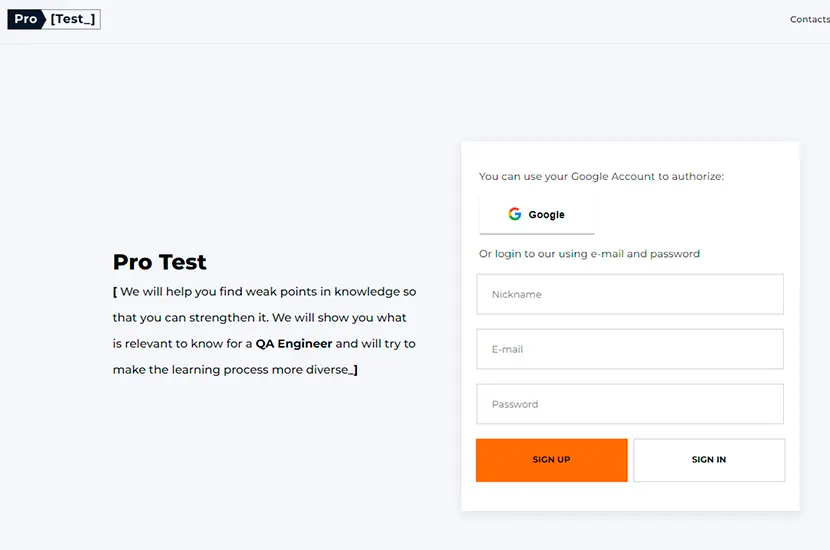 Pro [Test_]
Contacts
You can use your Google Account to authorize:
Google
Or login to our using e-mail and password
Nickname
E-mail
Password
SIGN UP SIGN IN
Pro Test
[ We will help you find weak points in knowledge so
that you can strengthen it. We will show you what
is relevant to know for a QA Engineer and will try to
make the learning process more diverse_]